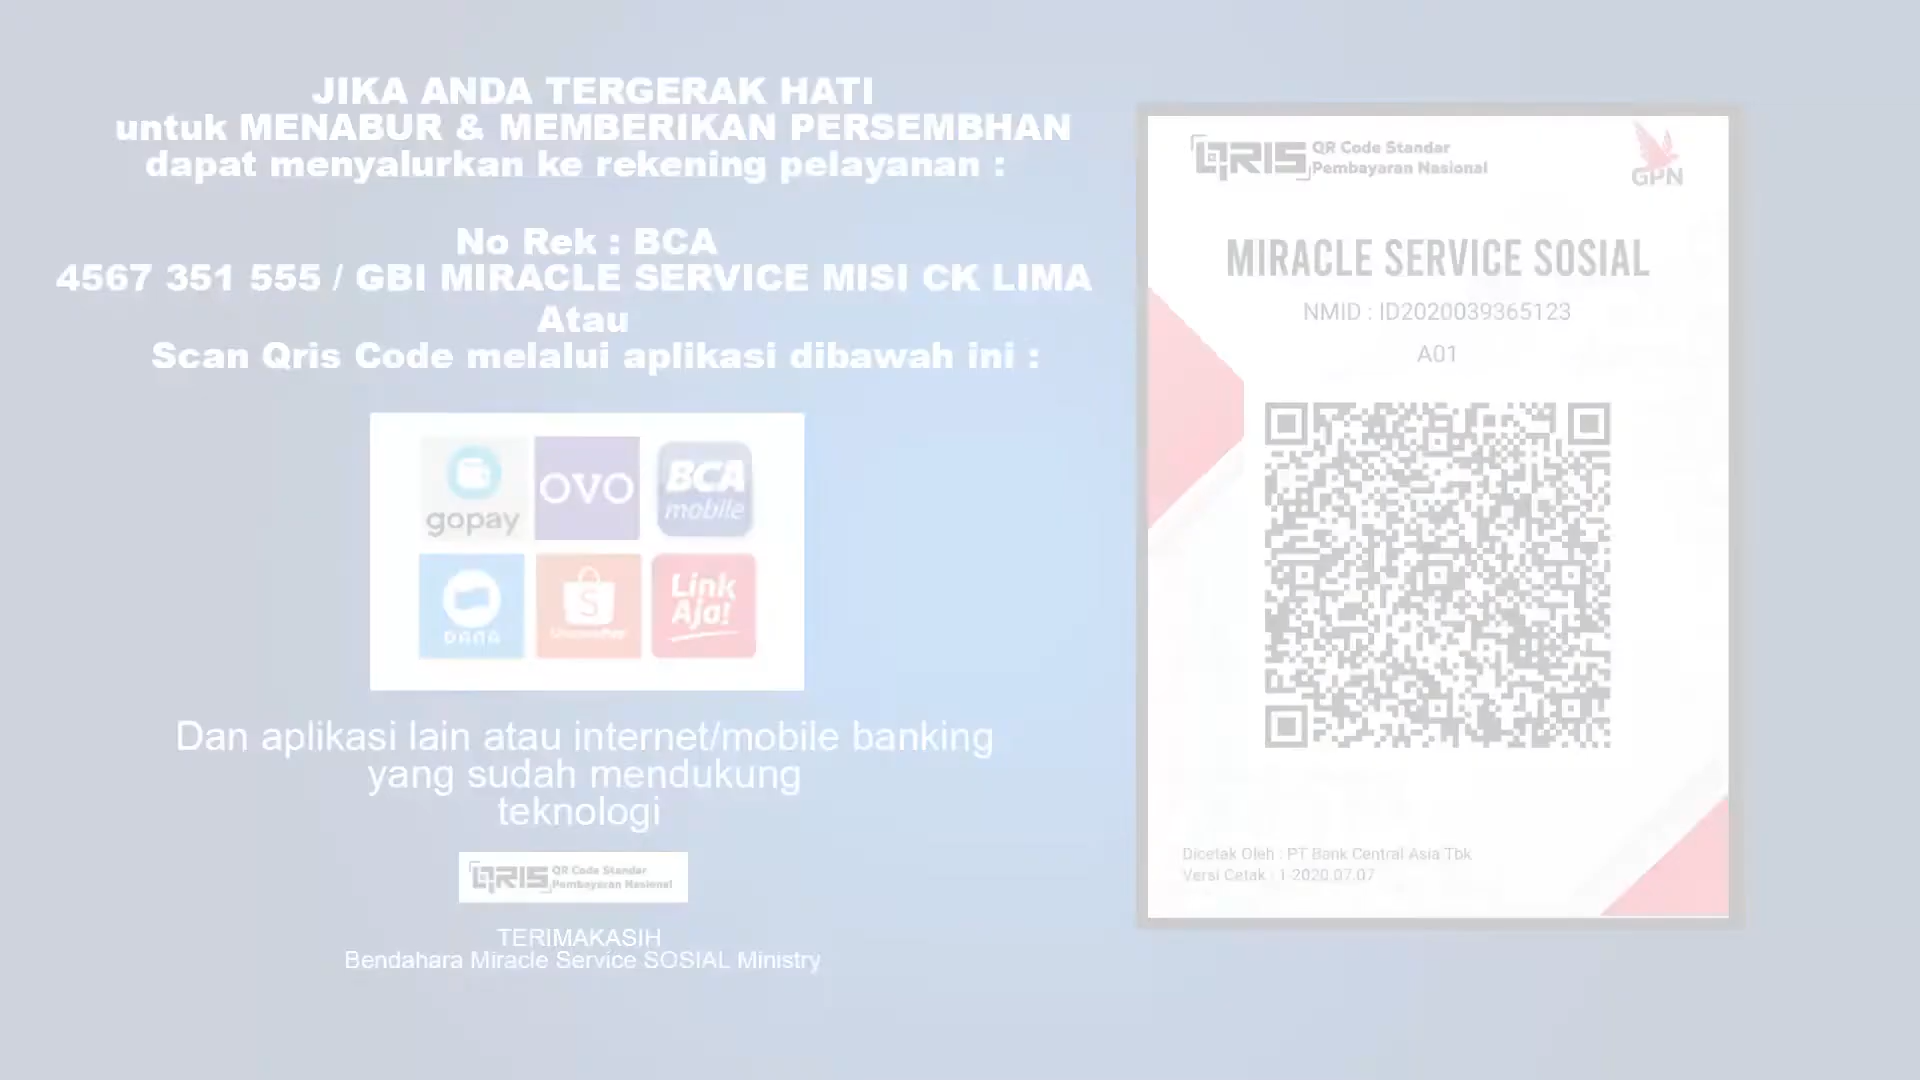 JIKA ANDA TERGERAK HATI
untuk MENABUR & MEMBERIKAN PERSEMBHAN
dapat menyalurkan ke rekening pelayanan :
No Rek : BCA
4567 351 555 / GBI MIRACLE SERVICE MISI CK LIMA
Atau
Scan Qris Code melalui aplikasi dibawah ini :
gopay
OVO
BCA
mobile
DANA
S
ShopeePay
Link
Aja!
Dan aplikasi lain atau internet/mobile banking
yang sudah mendukung
teknologi
QRIS QR Code Standar
Pembayaran Nasional
TERIMAKASIH
Bendahara Miracle Service SOSIAL Ministry
QRIS QR Code Standar
Pembayaran Nasional
GPN
MIRACLE SERVICE SOSIAL
NMID : ID2020039365123
A01
Dicetak Oleh : PT Bank Central Asia Tbk
Versi Cetak : 1-2020.07.07